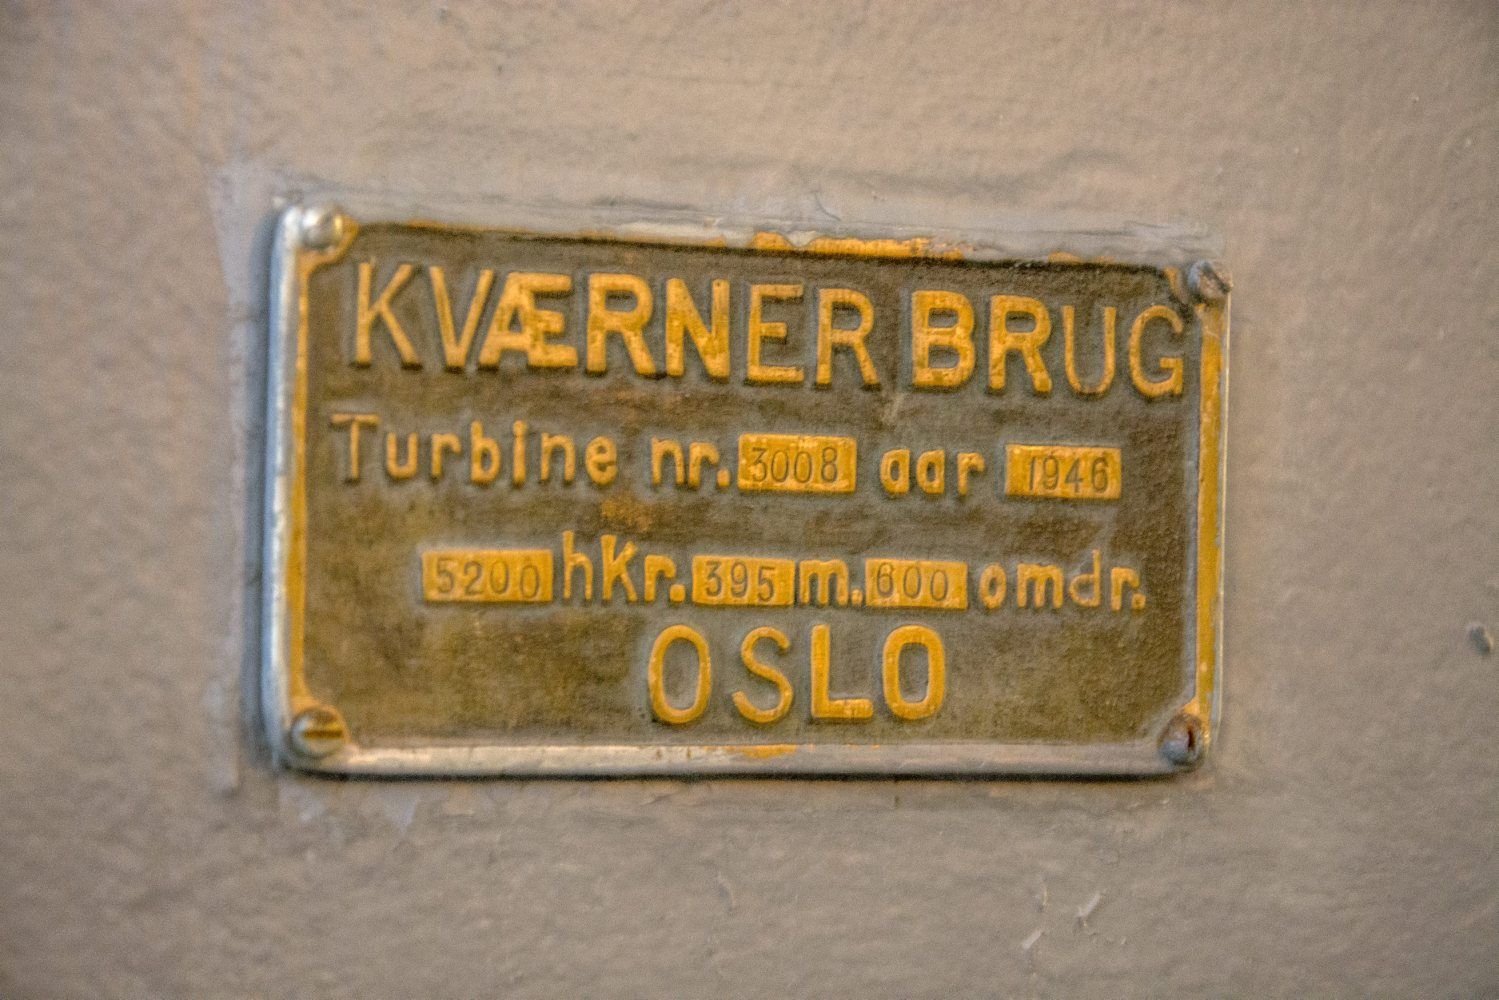 KVÆRNER BRUG
Turbine nr. 3008 aar 1946
5200 hKr. 395 m. 600 omdr.
OSLO